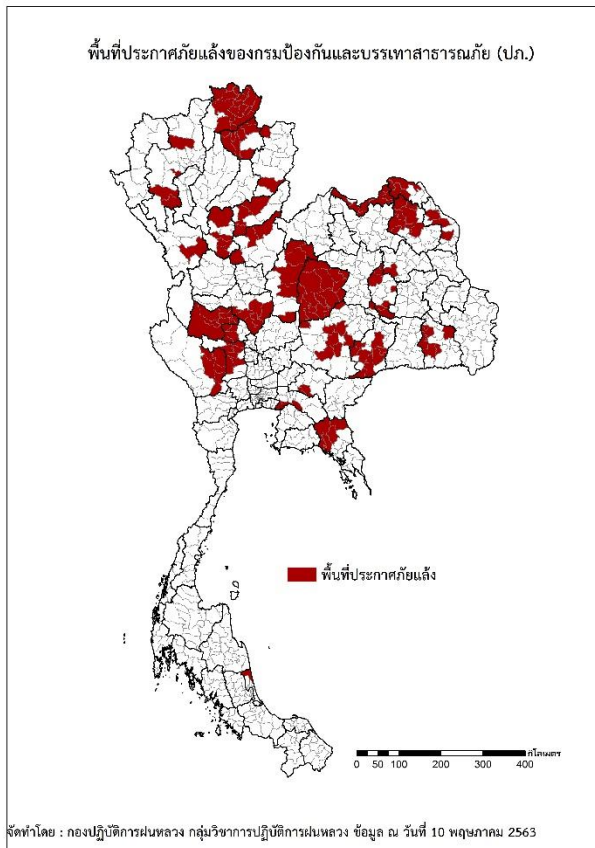 พื้นที่ประกาศภัยแล้งของกรมป้องกันและบรรเทาสาธารณภัย (ปภ.)
พื้นที่ประกาศภัยแล้ง
กิโลเมตร
0 50 100 200 300 400
จัดทำโดย : กองปฏิบัติการฝนหลวง กลุ่มวิชาการปฏิบัติการฝนหลวง ข้อมูล ณ วันที่ 10 พฤษภาคม 2563